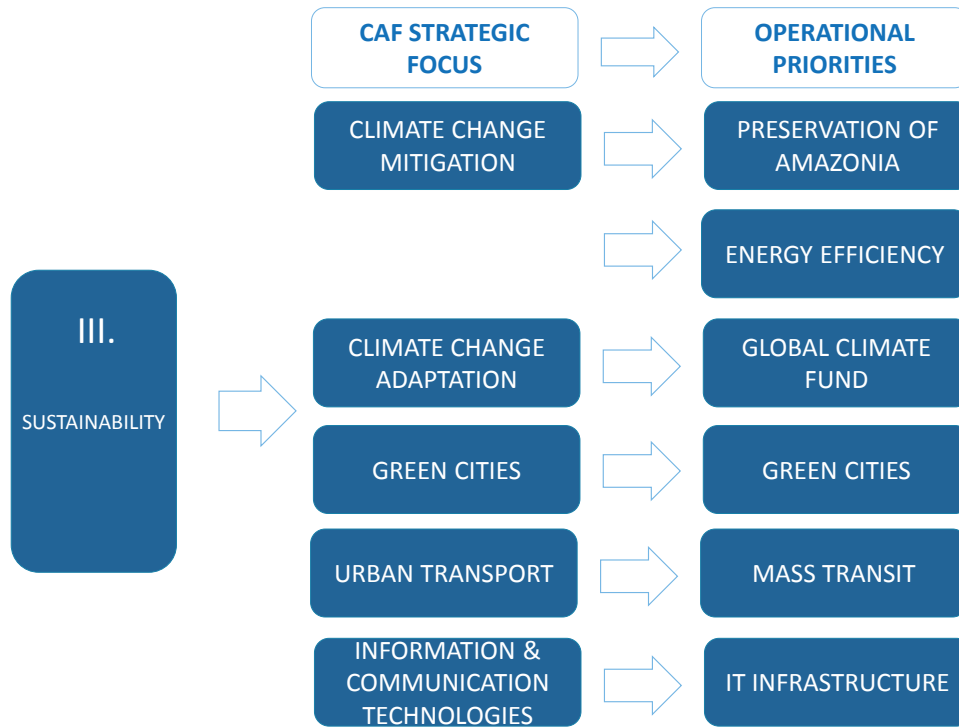 CAF STRATEGIC
FOCUS
OPERATIONAL
PRIORITIES
CLIMATE CHANGE
MITIGATION
PRESERVATION OF
AMAZONIA
ENERGY EFFICIENCY
III.
SUSTAINABILITY
CLIMATE CHANGE
ADAPTATION
GLOBAL CLIMATE
FUND
GREEN CITIES
GREEN CITIES
URBAN TRANSPORT
MASS TRANSIT
INFORMATION &
COMMUNICATION
TECHNOLOGIES
IT INFRASTRUCTURE